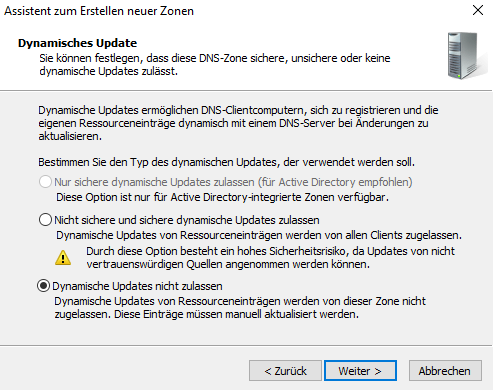 Assistent zum Erstellen neuer Zonen
Dynamisches Update
Sie können festlegen, dass diese DNS-Zone sichere, unsichere oder keine
dynamische Updates zulässt.
Dynamische Updates ermöglichen DNS-Clientcomputern, sich zu registrieren und die
eigenen Ressourceneinträge dynamisch mit einem DNS-Server bei Änderungen zu
aktualisieren.
Bestimmen Sie den Typ des dynamischen Updates, der verwendet werden soll.
Nur sichere dynamische Updates zulassen (für Active Directory empfohlen)
Diese Option ist nur für Active Directory-integrierte Zonen verfügbar.
Nicht sichere und sichere dynamische Updates zulassen
Dynamische Updates von Ressourceneinträgen werden von allen Clients zugelassen.
Durch diese Option besteht ein hohes Sicherheitsrisiko, da Updates von nicht
vertrauenswürdigen Quellen angenommen werden können.
Dynamische Updates nicht zulassen
Dynamische Updates von Ressourceneinträgen werden von dieser Zone nicht
zugelassen. Diese Einträge müssen manuell aktualisiert werden.
< Zurück
Weiter >
Abbrechen